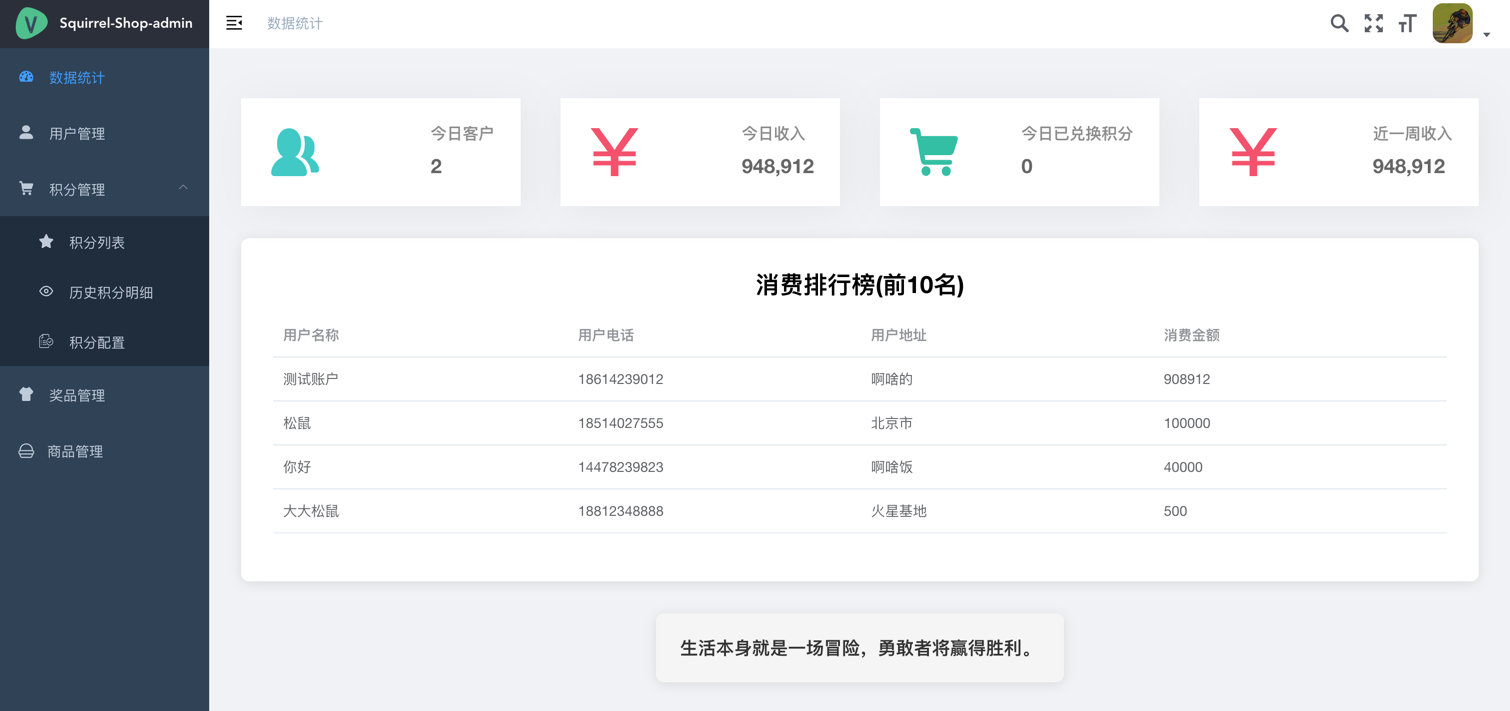 Squirrel-Shop-admin
数据统计
数据统计
用户管理
积分管理
积分列表
历史积分明细
积分配置
奖品管理
商品管理
今日客户
2
今日收入
948,912
今日已兑换积分
0
近一周收入
948,912
消费排行榜(前10名)
用户名称 用户电话 用户地址 消费金额
测试账户 18614239012 啊啥的 908912
松鼠 18514027555 北京市 100000
你好 14478239823 啊啥饭 40000
大大松鼠 18812348888 火星基地 500
生活本身就是一场冒险，勇敢者将赢得胜利。